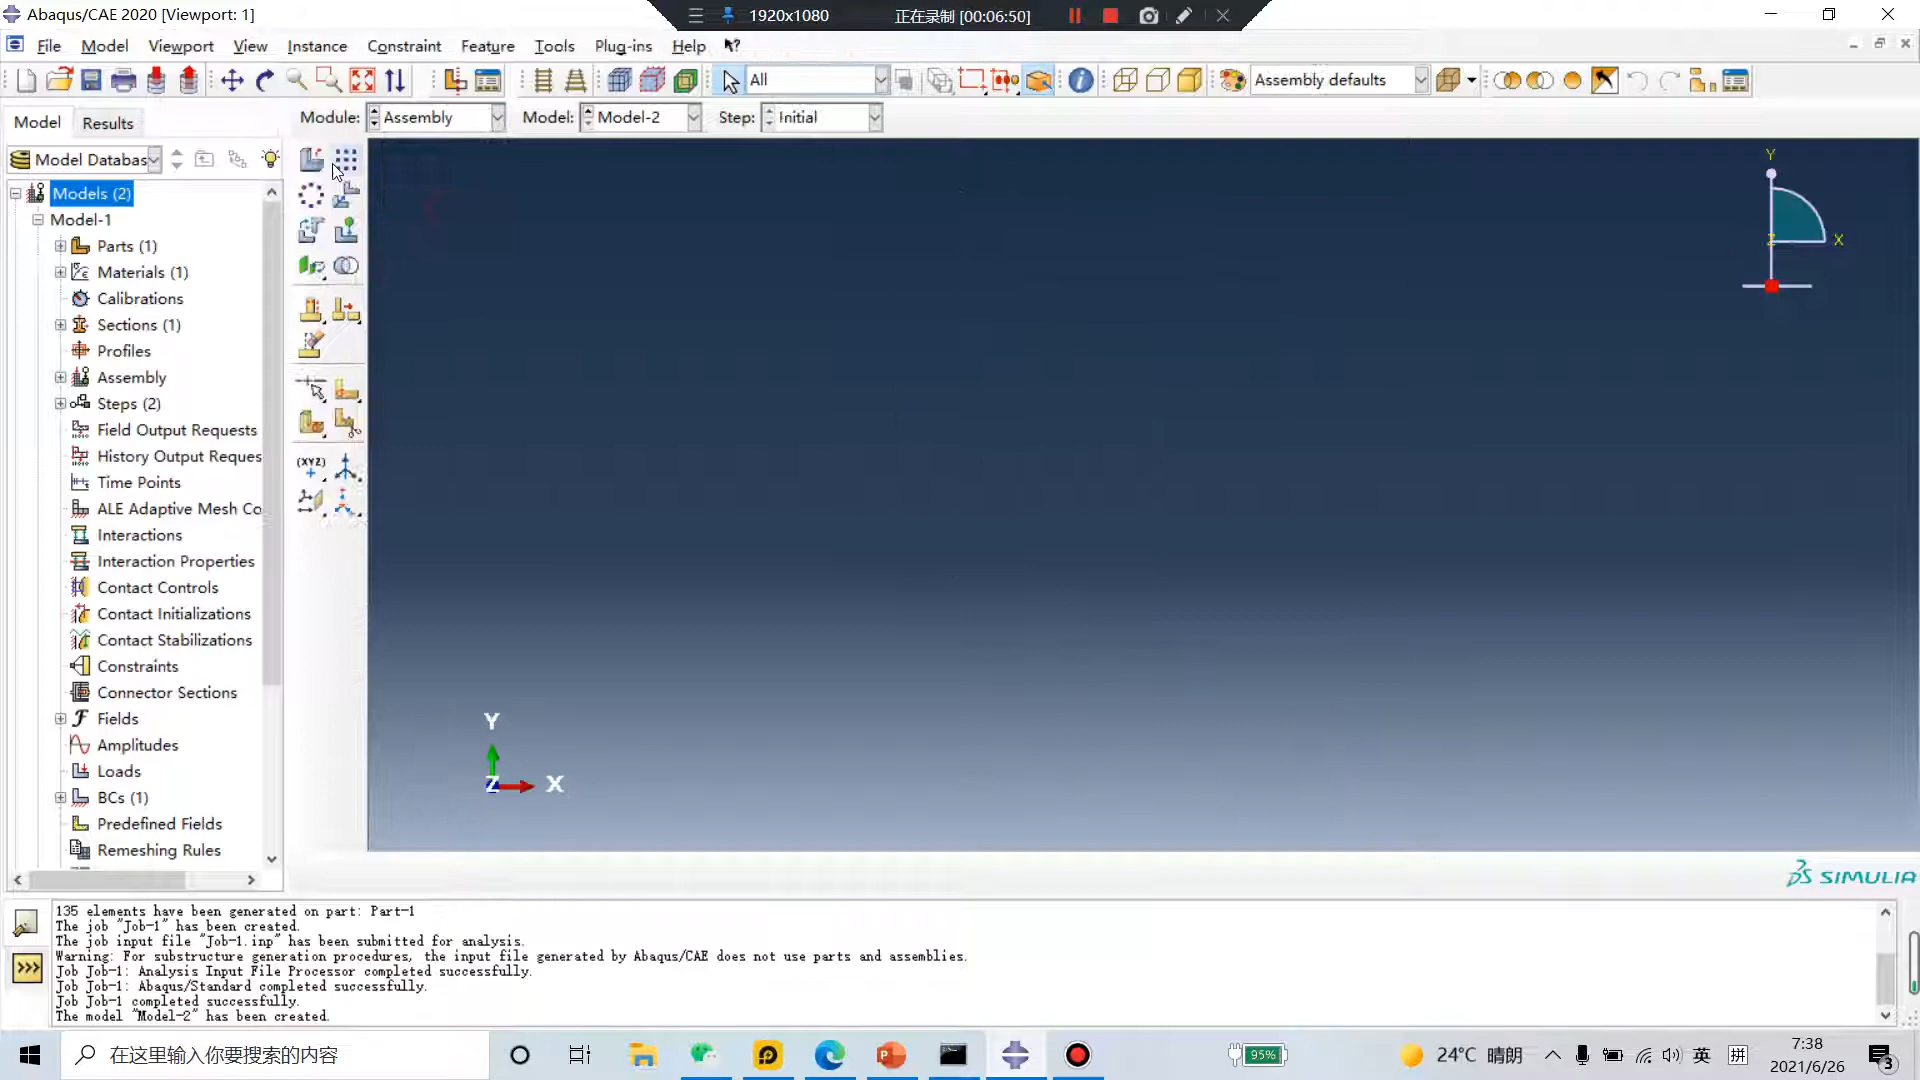 Abaqus/CAE 2020 [Viewport: 1]
1920x1080
正在录制 [00:06:50]
File Model Viewport View Instance Constraint Feature Tools Plug-ins Help
All
Assembly defaults
Model Results
Module: Assembly Model: Model-2 Step: Initial
Model Databas
Models (2)
Model-1
Parts (1)
Materials (1)
Calibrations
Sections (1)
Profiles
Assembly
Steps (2)
Field Output Requests
History Output Reques
Time Points
ALE Adaptive Mesh Co
Interactions
Interaction Properties
Contact Controls
Contact Initializations
Contact Stabilizations
Constraints
Connector Sections
Fields
Amplitudes
Loads
BCs (1)
Predefined Fields
Remeshing Rules
(XYZ)
Y
Z
X
Y
Z
X
SIMULIA
135 elements have been generated on part: Part-1
The job "Job-1" has been created.
The job input file "Job-1.inp" has been submitted for analysis.
Warning: For substructure generation procedures, the input file generated by Abaqus/CAE does not use parts and assemblies.
Job Job-1: Analysis Input File Processor completed successfully.
Job Job-1: Abaqus/Standard completed successfully.
Job Job-1 completed successfully.
The model "Model-2" has been created.
在这里输入你要搜索的内容
95%
24°C 晴朗
英
拼
7:38
2021/6/26
3